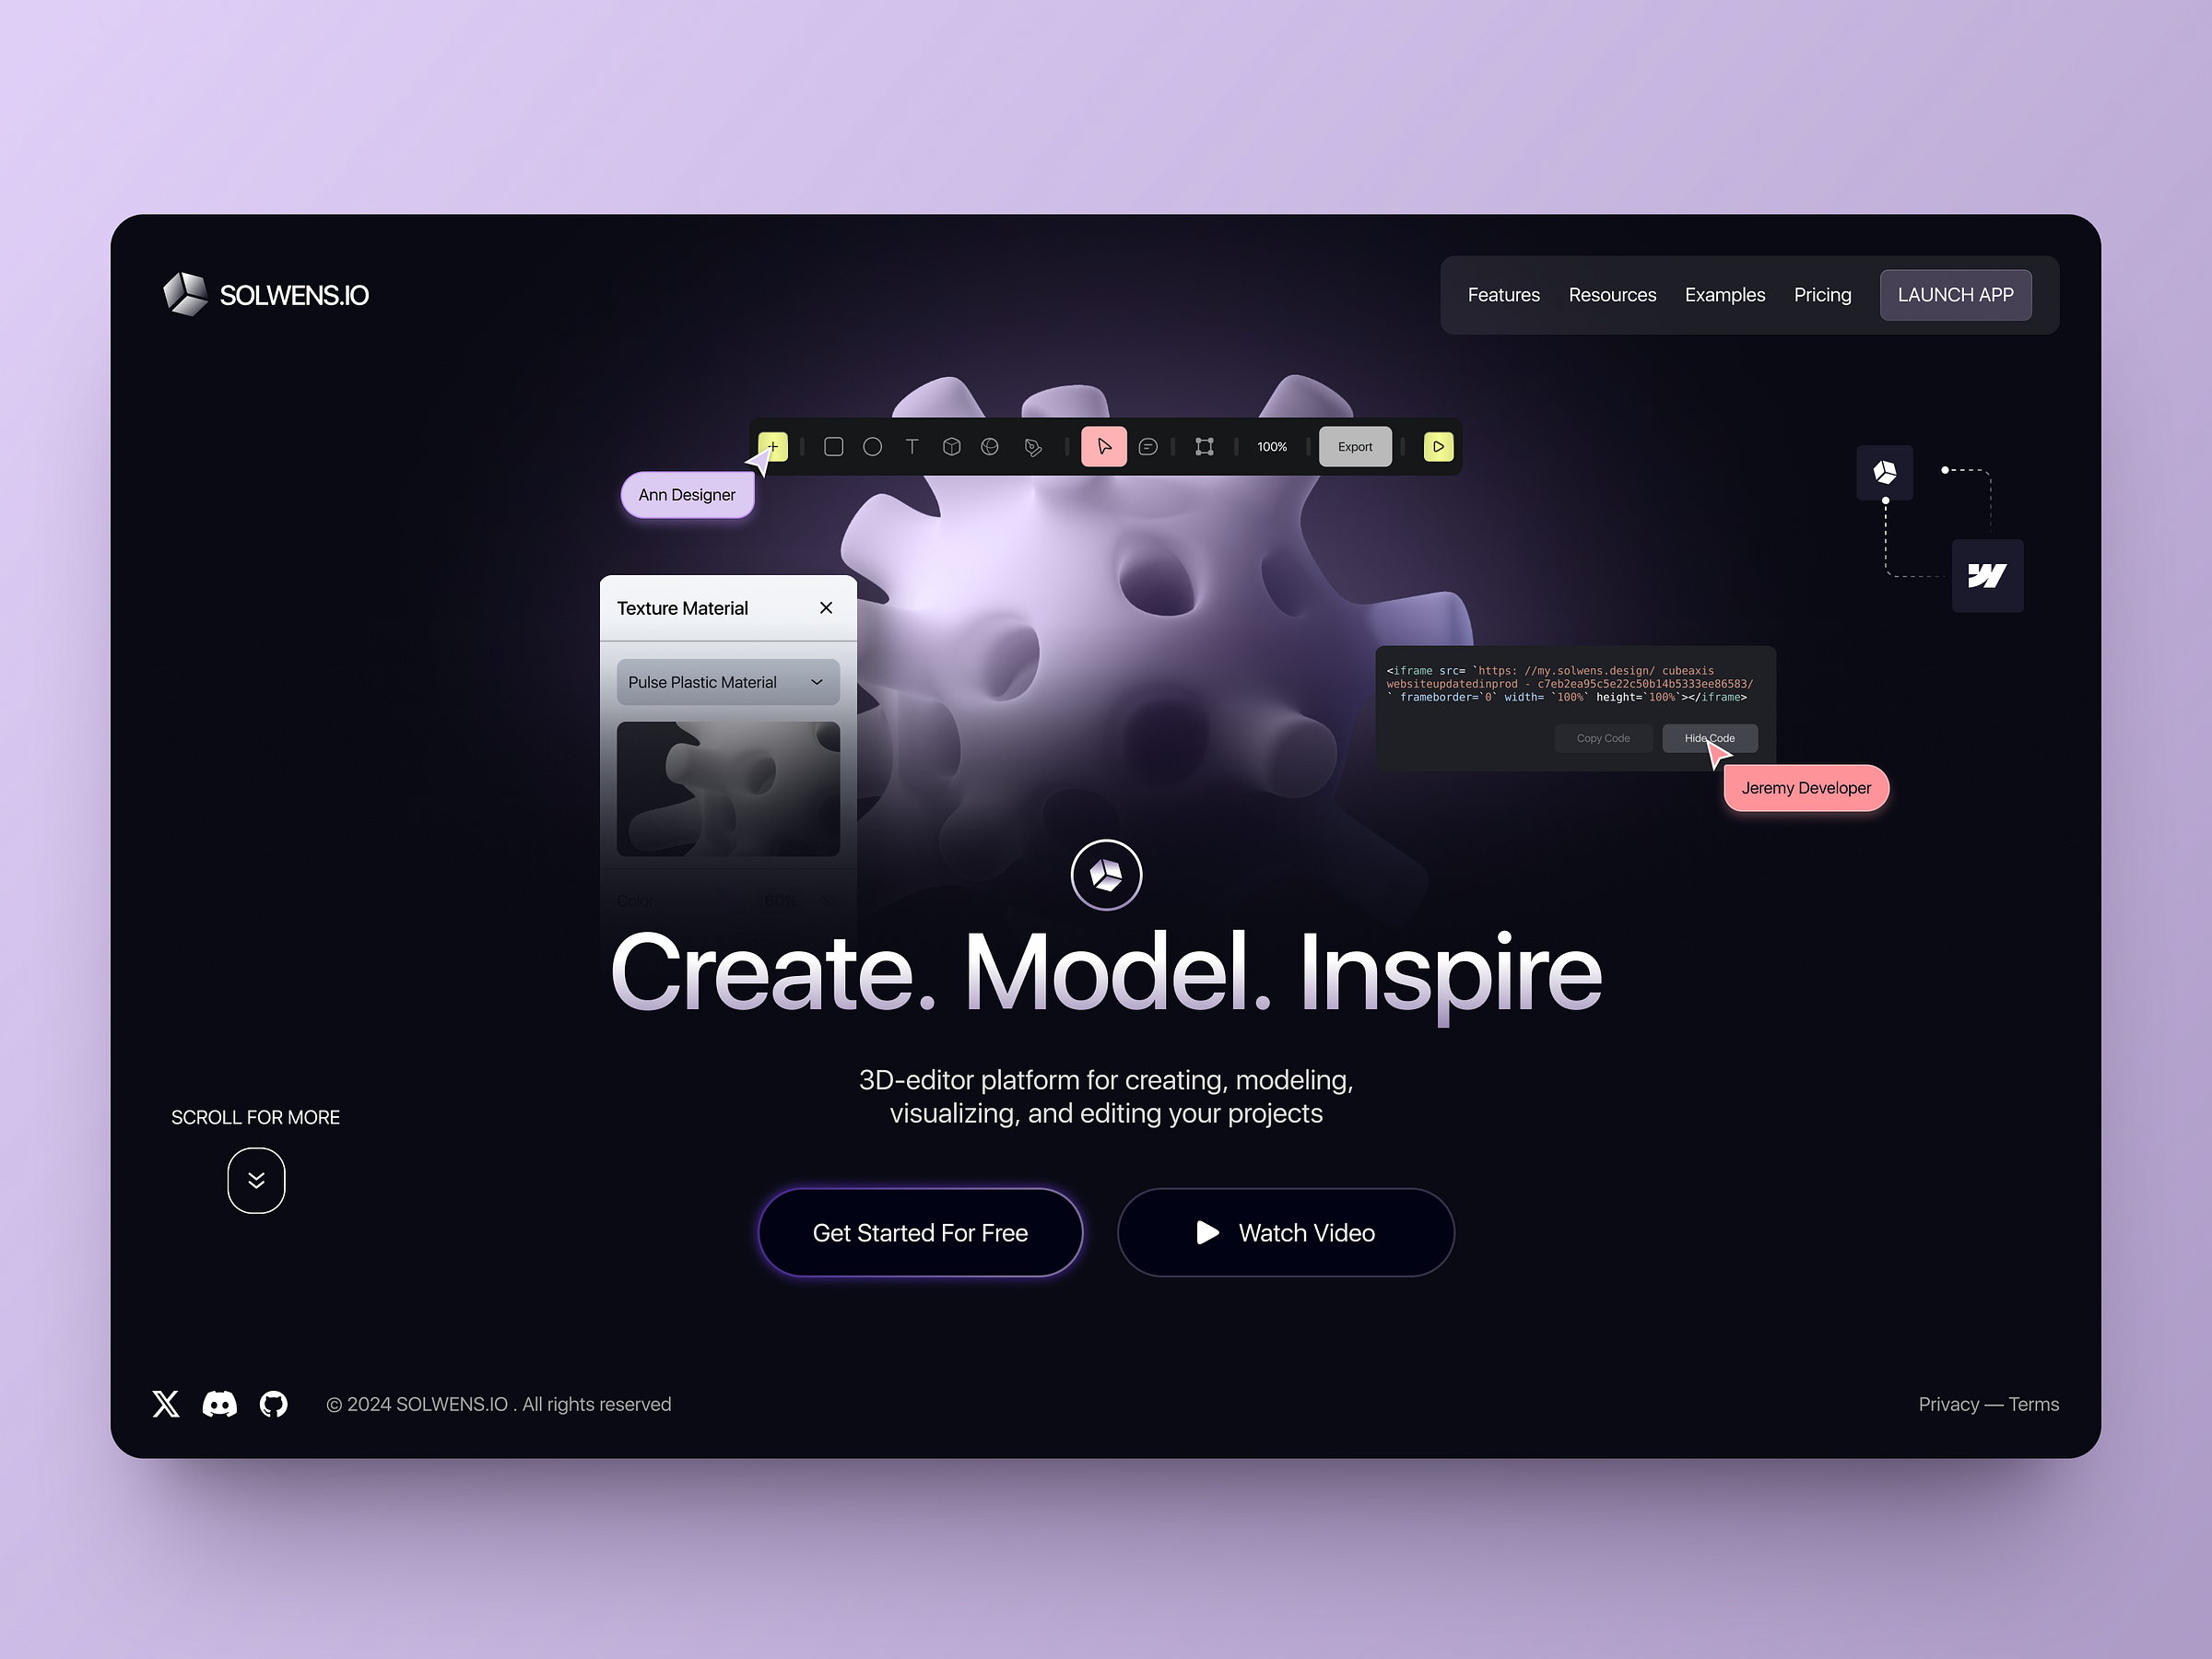 SOLWENS.IO
Features Resources Examples Pricing LAUNCH APP
100% Export
Ann Designer
Texture Material
Pulse Plastic Material
<iframe src= `https: //my.solwens.design/ cubeaxis
websiteupdatedinprod - c7eb2ea95c5e22c50b14b5333ee86583/
` frameborder=`0` width= `100%` height=`100%`></iframe>
Copy Code Hide Code
Jeremy Developer
Color 60%
Create. Model. Inspire
3D-editor platform for creating, modeling,
visualizing, and editing your projects
SCROLL FOR MORE
Get Started For Free Watch Video
© 2024 SOLWENS.IO . All rights reserved
Privacy — Terms